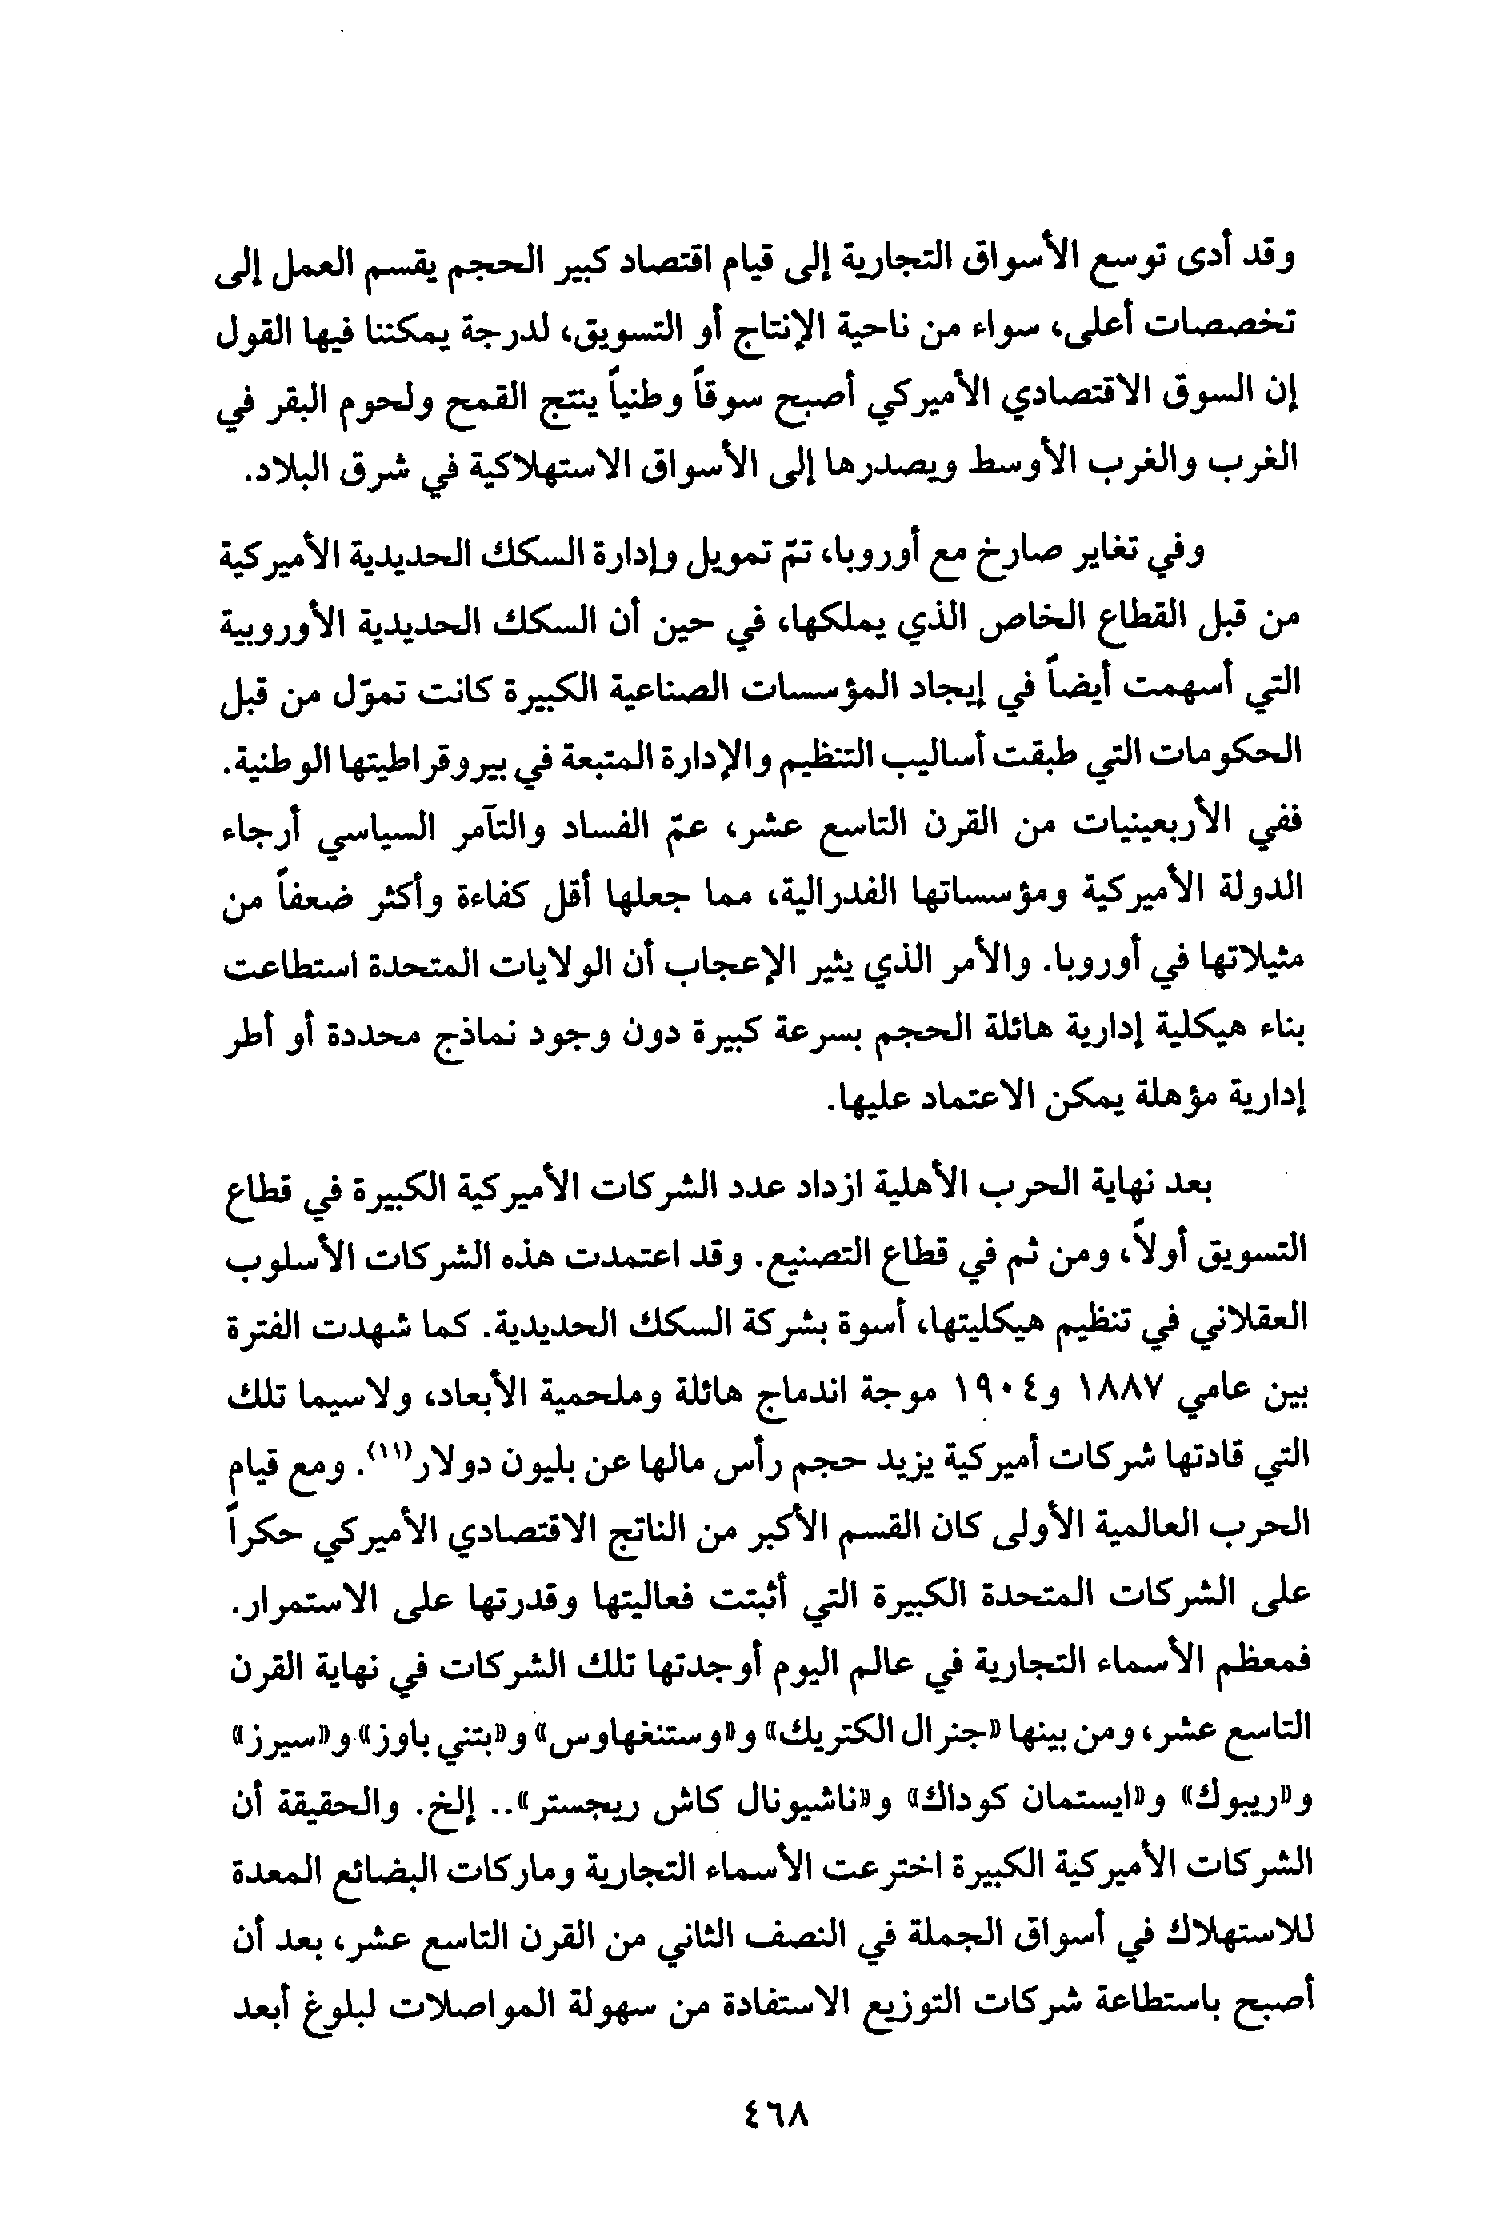 وقد أدى توسع الأسواق التجارية إلى قيام اقتصاد كبير الحجم يقسم العمل إلى
تخصصات أعلى، سواء من ناحية الإنتاج أو التسويق، لدرجة يمكننا فيها القول
إن السوق الاقتصادي الأميركي أصبح سوقاً وطنياً ينتج القمح ولحوم البقر في
الغرب والغرب الأوسط ويصدرها إلى الأسواق الاستهلاكية في شرق البلاد.
وفي تغاير صارخ مع أوروبا، تمّ تمويل وإدارة السكك الحديدية الأميركية
من قبل القطاع الخاص الذي يملكها، في حين أن السكك الحديدية الأوروبية
التي أسهمت أيضاً في إيجاد المؤسسات الصناعية الكبيرة كانت تموّل من قبل
الحكومات التي طبقت أساليب التنظيم والإدارة المتبعة في بيروقراطيتها الوطنية.
ففي الأربعينيات من القرن التاسع عشر، عمّ الفساد والتآمر السياسي أرجاء
الدولة الأميركية ومؤسساتها الفدرالية، مما جعلها أقل كفاءة وأكثر ضعفاً من
مثيلاتها في أوروبا. والأمر الذي يثير الإعجاب أن الولايات المتحدة استطاعت
بناء هيكلية إدارية هائلة الحجم بسرعة كبيرة دون وجود نماذج محددة أو أطر
إدارية مؤهلة يمكن الاعتماد عليها.
بعد نهاية الحرب الأهلية ازداد عدد الشركات الأميركية الكبيرة في قطاع
التسويق أولاً، ومن ثم في قطاع التصنيع. وقد اعتمدت هذه الشركات الأسلوب
العقلاني في تنظيم هيكليتها، أسوة بشركة السكك الحديدية. كما شهدت الفترة
بين عامي ١٨٨٧ و١٩٠٤ موجة اندماج هائلة وملحمية الأبعاد، ولاسيما تلك
التي قادتها شركات أميركية يزيد حجم رأس مالها عن بليون دولار(١١). ومع قيام
الحرب العالمية الأولى كان القسم الأكبر من الناتج الاقتصادي الأميركي حكراً
على الشركات المتحدة الكبيرة التي أثبتت فعاليتها وقدرتها على الاستمرار.
فمعظم الأسماء التجارية في عالم اليوم أوجدتها تلك الشركات في نهاية القرن
التاسع عشر، ومن بينها «جنرال الكتريك» و«وستنغهاوس» و«بتني باوز» و«سيرز»
و«ريبوك» و«ايستمان كوداك» و«ناشيونال كاش ريجستر».. إلخ. والحقيقة أن
الشركات الأميركية الكبيرة اخترعت الأسماء التجارية وماركات البضائع المعدة
للاستهلاك في أسواق الجملة في النصف الثاني من القرن التاسع عشر، بعد أن
أصبح باستطاعة شركات التوزيع الاستفادة من سهولة المواصلات لبلوغ أبعد
٤٦٨